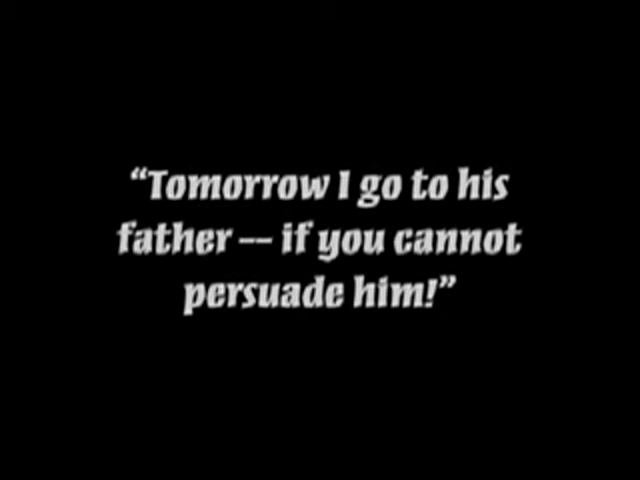 “Tomorrow I go to his
father -- if you cannot
persuade him!”